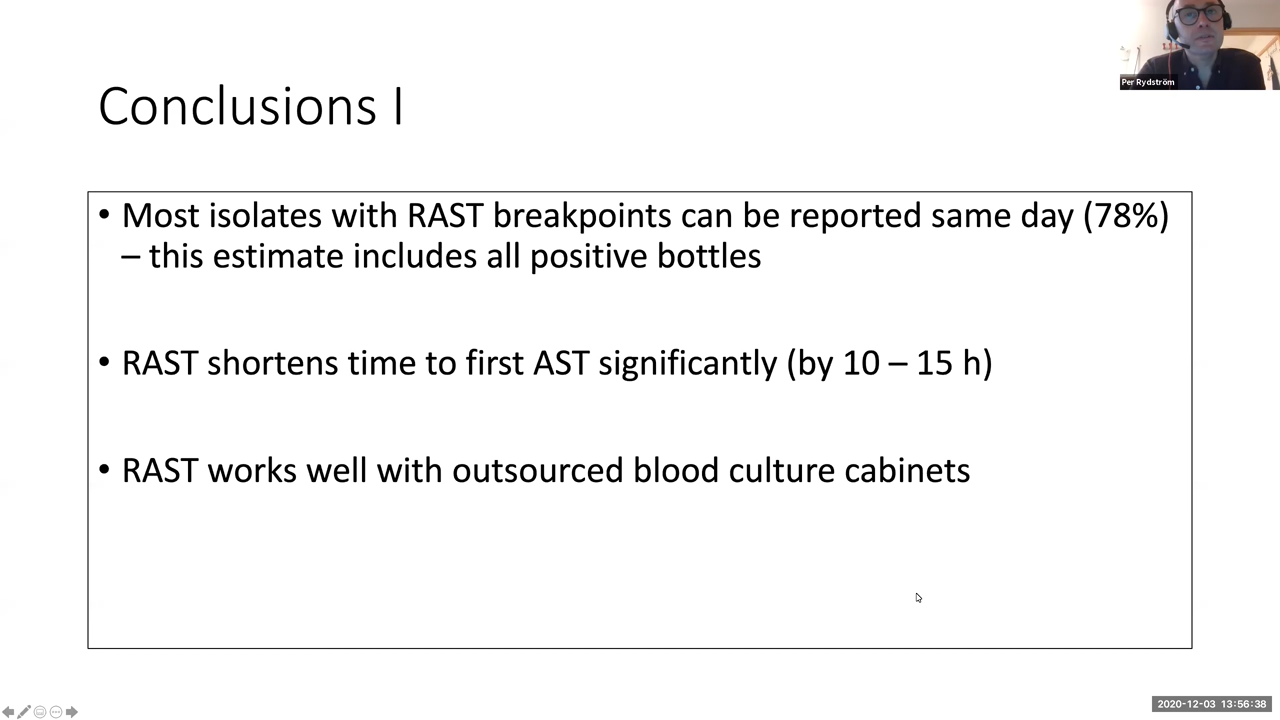 Per Rydström
Conclusions I
• Most isolates with RAST breakpoints can be reported same day (78%)
– this estimate includes all positive bottles
• RAST shortens time to first AST significantly (by 10 – 15 h)
• RAST works well with outsourced blood culture cabinets
2020-12-03 13:56:38